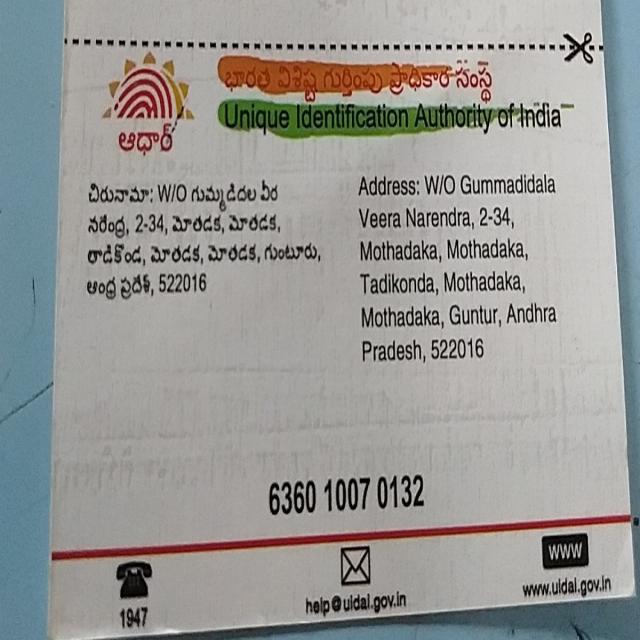 భారత విశిష్ట గుర్తింపు ప్రాధికార సంస్థ
Unique Identification Authority of India
ఆధార్
చిరునామా: W/O గుమ్మడిదల వీర
నరేంద్ర, 2-34, మోతడక, మోతడక,
తాడికొండ, మోతడక, మోతడక, గుంటూరు,
ఆంధ్ర ప్రదేశ్, 522016
Address: W/O Gummadidala
Veera Narendra, 2-34,
Mothadaka, Mothadaka,
Tadikonda, Mothadaka,
Mothadaka, Guntur, Andhra
Pradesh, 522016
6360 1007 0132
1947
help@uidai.gov.in
WWW
www.uidai.gov.in